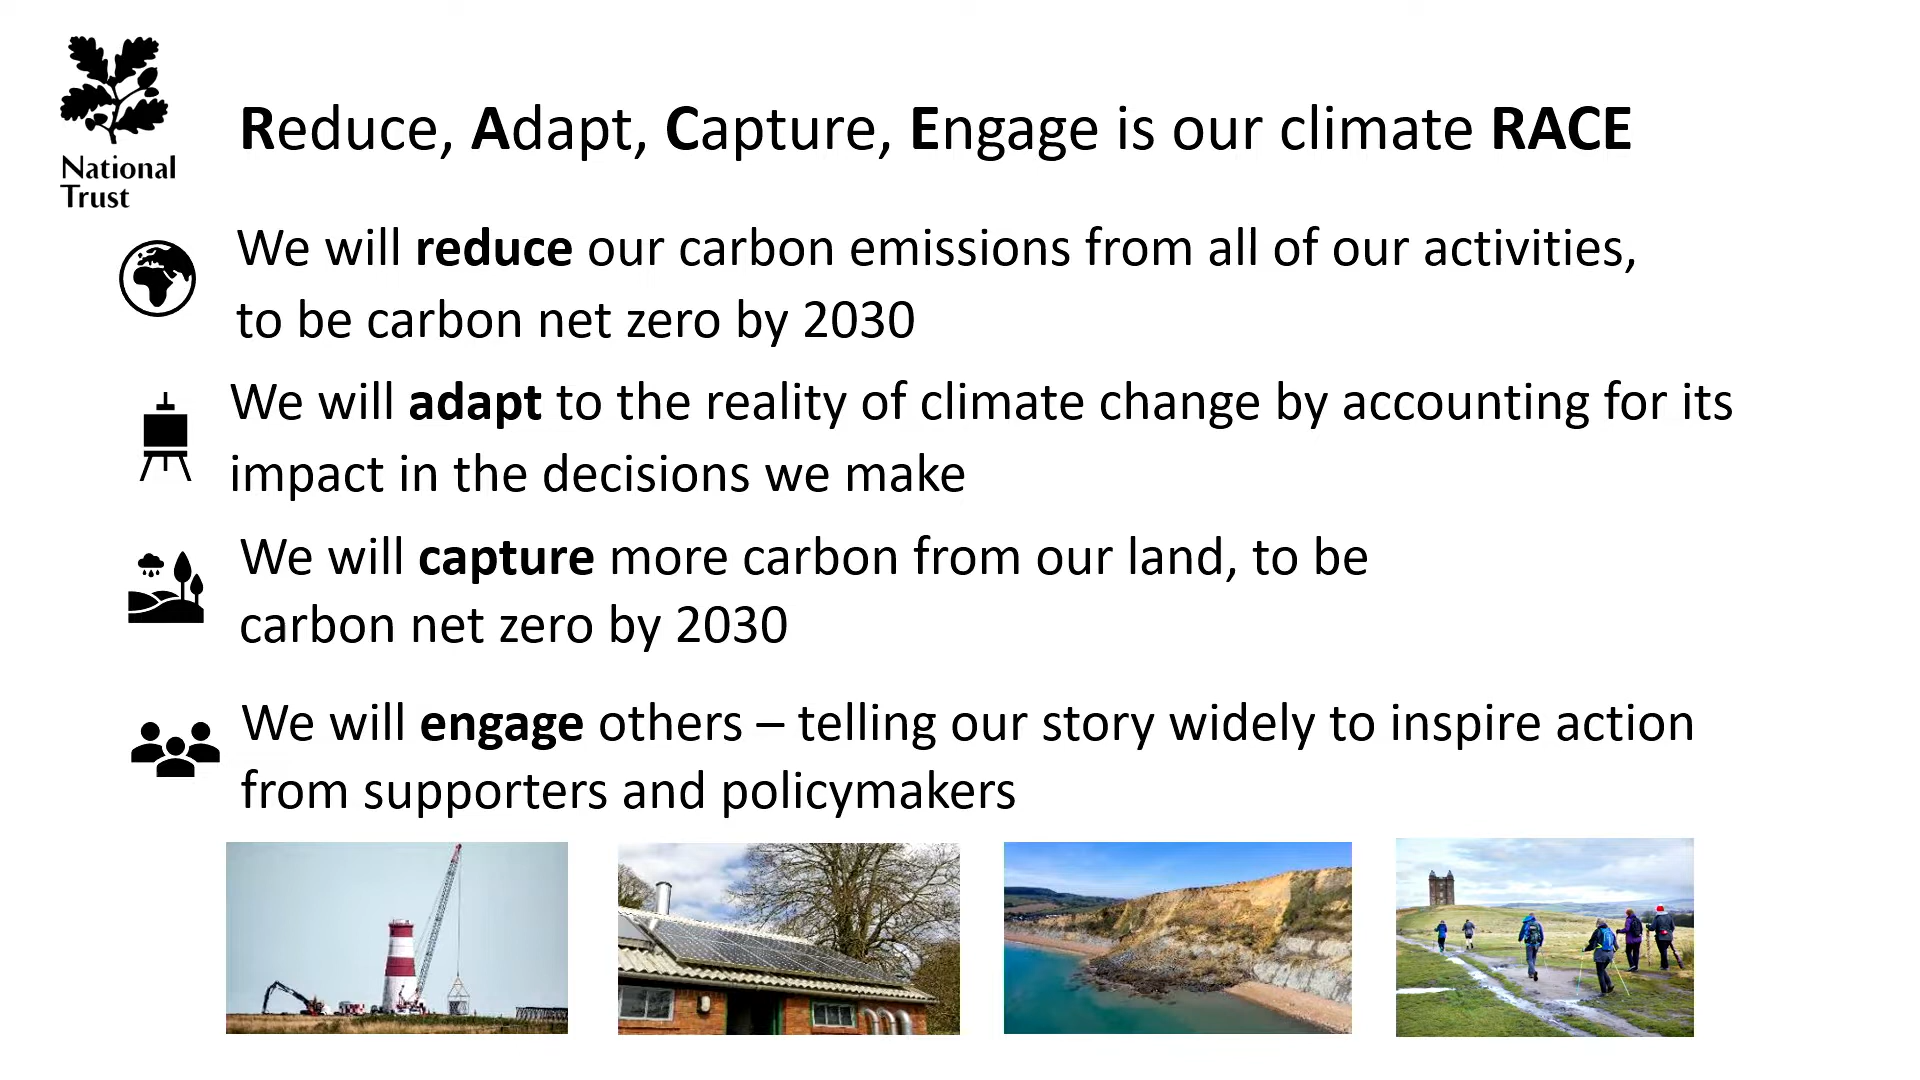 National
Trust
Reduce, Adapt, Capture, Engage is our climate RACE
We will reduce our carbon emissions from all of our activities,
to be carbon net zero by 2030
We will adapt to the reality of climate change by accounting for its
impact in the decisions we make
We will capture more carbon from our land, to be
carbon net zero by 2030
We will engage others – telling our story widely to inspire action
from supporters and policymakers